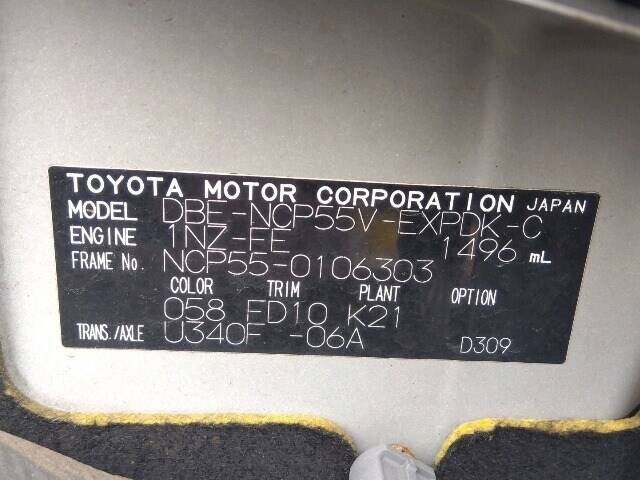 TOYOTA MOTOR CORPORATION JAPAN
MODEL DBE-NCP55V-EXPDK-C
ENGINE 1NZ-FE 1496 mL
FRAME No. NCP55-0106303
COLOR TRIM PLANT OPTION
058 FD10 K21
TRANS./AXLE U340F -06A D309